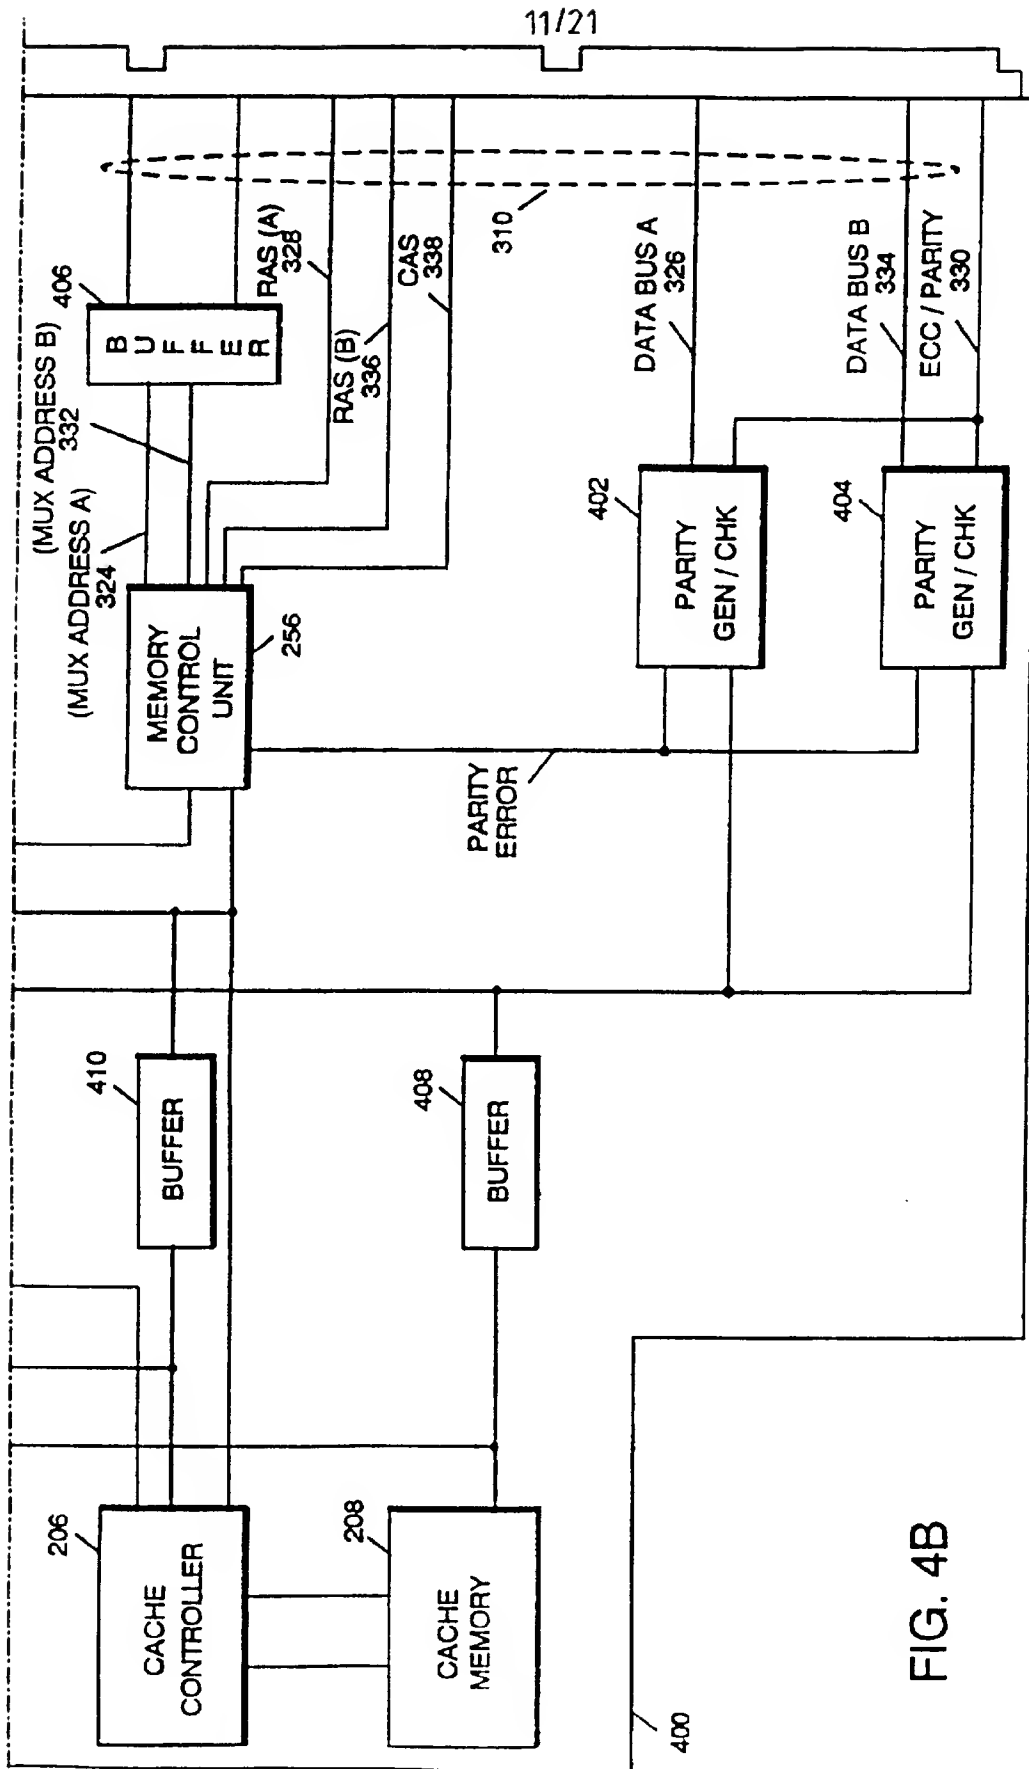 11/21
CACHE
CONTROLLER
206
CACHE
MEMORY
208
BUFFER
410
BUFFER
408
MEMORY
CONTROL
UNIT
256
(MUX ADDRESS A)
324
(MUX ADDRESS B)
332
BUFFER
406
RAS (A)
328
RAS (B)
336
CAS
338
310
PARITY
ERROR
PARITY
GEN / CHK
402
PARITY
GEN / CHK
404
DATA BUS A
326
DATA BUS B
334
ECC / PARITY
330
400
FIG. 4B